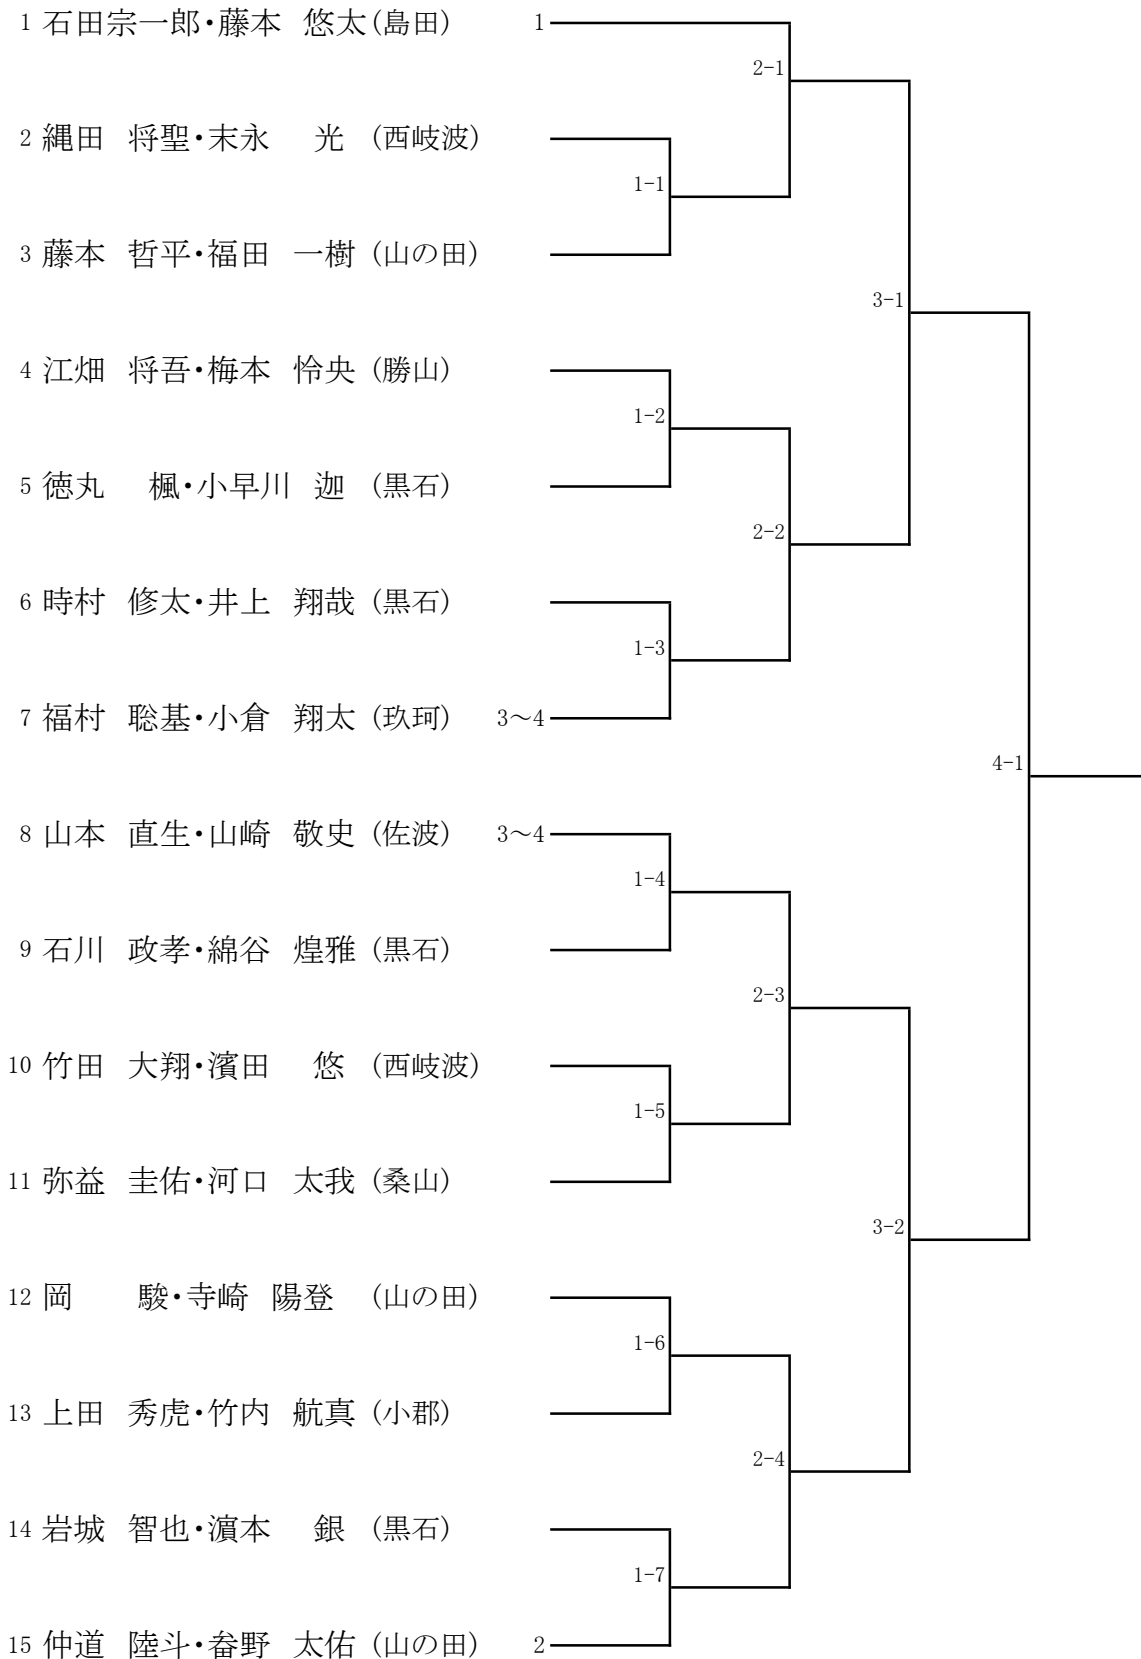 1 石田宗一郎・藤本 悠太(島田) 1
2-1
2 縄田 将聖・末永 光 (西岐波)
1-1
3 藤本 哲平・福田 一樹 (山の田)
3-1
4 江畑 将吾・梅本 怜央 (勝山)
1-2
5 徳丸 楓・小早川 迦 (黒石)
2-2
6 時村 修太・井上 翔哉 (黒石)
1-3
7 福村 聡基・小倉 翔太 (玖珂) 3～4
4-1
8 山本 直生・山崎 敬史 (佐波) 3～4
1-4
9 石川 政孝・綿谷 煌雅 (黒石)
2-3
10 竹田 大翔・濱田 悠 (西岐波)
1-5
11 弥益 圭佑・河口 太我 (桑山)
3-2
12 岡 駿・寺崎 陽登 (山の田)
1-6
13 上田 秀虎・竹内 航真 (小郡)
2-4
14 岩城 智也・濵本 銀 (黒石)
1-7
15 仲道 陸斗・畚野 太佑 (山の田) 2